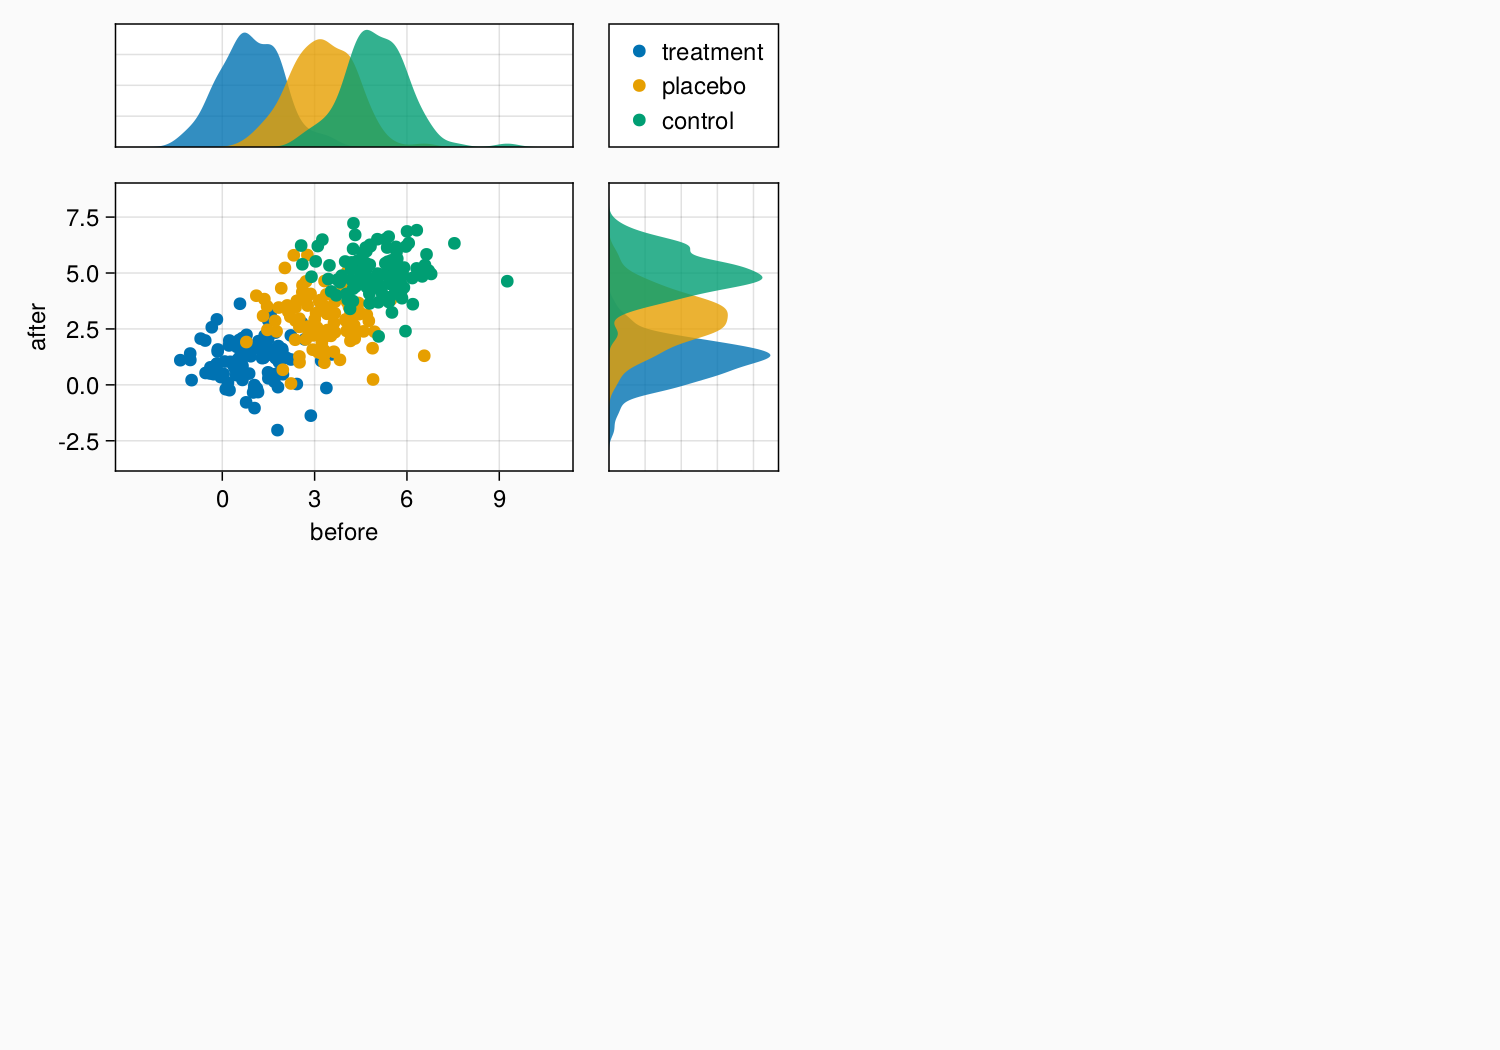 treatment
placebo
control
7.5
5.0
2.5
0.0
-2.5
after
0 3 6 9
before